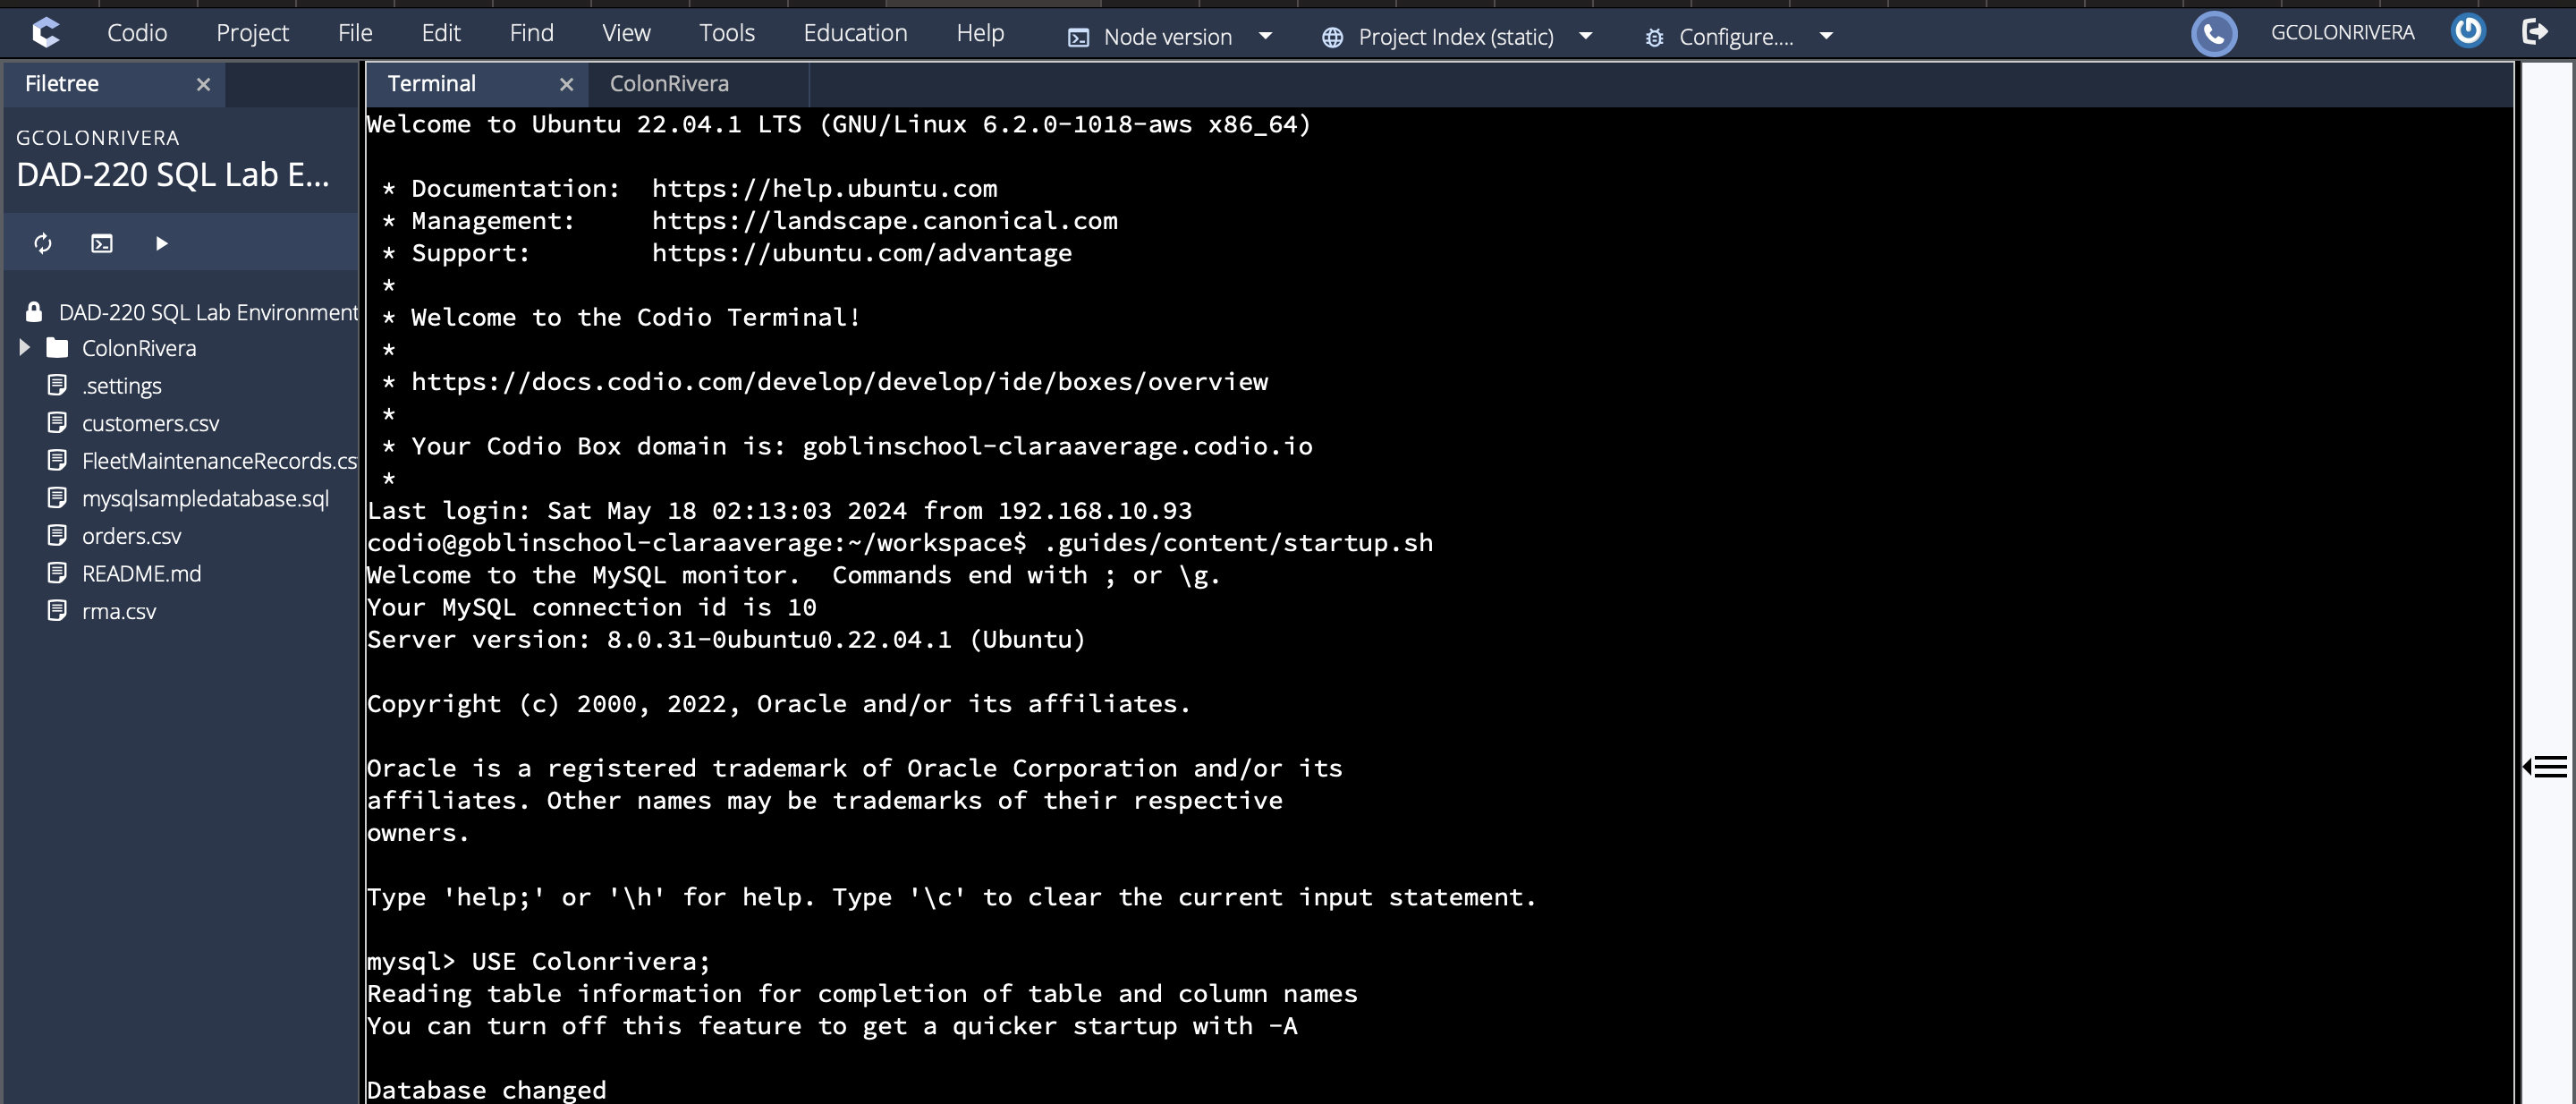 Codio Project File Edit Find View Tools Education Help Node version Project Index (static) Configure.... GCOLONRIVERA
Filetree
GCOLONRIVERA
DAD-220 SQL Lab E...
DAD-220 SQL Lab Environment
ColonRivera
.settings
customers.csv
FleetMaintenanceRecords.cs
mysqlsampledatabase.sql
orders.csv
README.md
rma.csv
Terminal ColonRivera
Welcome to Ubuntu 22.04.1 LTS (GNU/Linux 6.2.0-1018-aws x86_64)
* Documentation:  https://help.ubuntu.com
* Management:     https://landscape.canonical.com
* Support:        https://ubuntu.com/advantage
*
* Welcome to the Codio Terminal!
*
* https://docs.codio.com/develop/develop/ide/boxes/overview
*
* Your Codio Box domain is: goblinschool-claraaverage.codio.io
*
Last login: Sat May 18 02:13:03 2024 from 192.168.10.93
codio@goblinschool-claraaverage:~/workspace$ .guides/content/startup.sh
Welcome to the MySQL monitor.  Commands end with ; or \g.
Your MySQL connection id is 10
Server version: 8.0.31-0ubuntu0.22.04.1 (Ubuntu)
Copyright (c) 2000, 2022, Oracle and/or its affiliates.
Oracle is a registered trademark of Oracle Corporation and/or its
affiliates. Other names may be trademarks of their respective
owners.
Type 'help;' or '\h' for help. Type '\c' to clear the current input statement.
mysql> USE Colonrivera;
Reading table information for completion of table and column names
You can turn off this feature to get a quicker startup with -A
Database changed